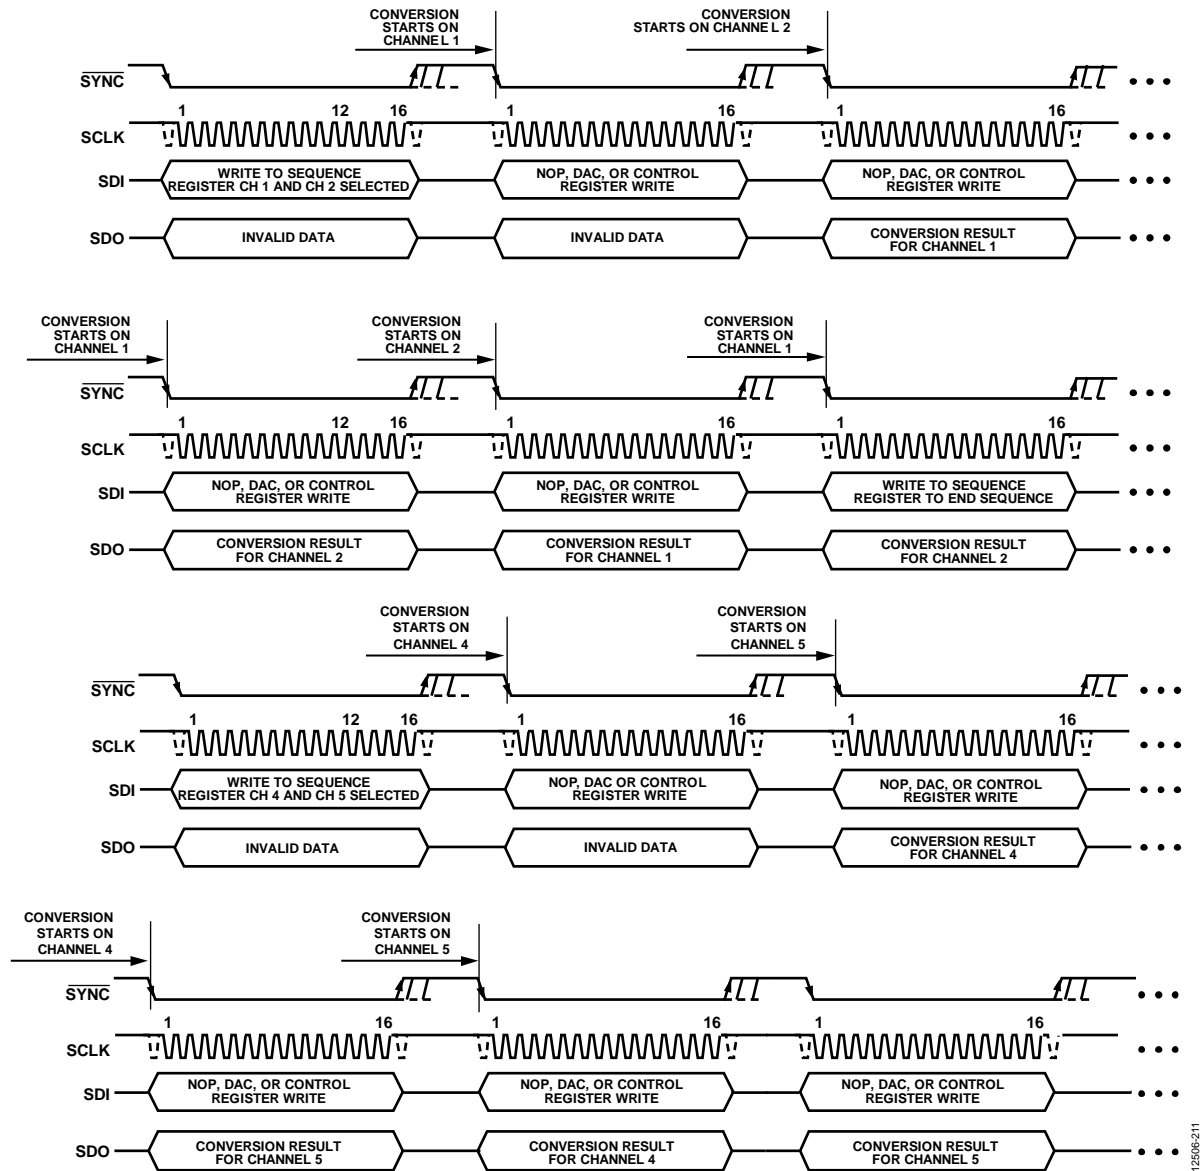 CONVERSION
STARTS ON
CHANNEL 1
CONVERSION
STARTS ON CHANNEL 2
SYNC
1 12 16 1 16 1 16
SCLK
SDI
WRITE TO SEQUENCE
REGISTER CH 1 AND CH 2 SELECTED
NOP, DAC, OR CONTROL
REGISTER WRITE
NOP, DAC, OR CONTROL
REGISTER WRITE
SDO
INVALID DATA
INVALID DATA
CONVERSION RESULT
FOR CHANNEL 1
CONVERSION
STARTS ON
CHANNEL 1
CONVERSION
STARTS ON
CHANNEL 2
CONVERSION
STARTS ON
CHANNEL 1
SYNC
1 12 16 1 16 1 16
SCLK
SDI
NOP, DAC, OR CONTROL
REGISTER WRITE
NOP, DAC, OR CONTROL
REGISTER WRITE
WRITE TO SEQUENCE
REGISTER TO END SEQUENCE
SDO
CONVERSION RESULT
FOR CHANNEL 2
CONVERSION RESULT
FOR CHANNEL 1
CONVERSION RESULT
FOR CHANNEL 2
CONVERSION
STARTS ON
CHANNEL 4
CONVERSION
STARTS ON
CHANNEL 5
SYNC
1 12 16 1 16 1 16
SCLK
SDI
WRITE TO SEQUENCE
REGISTER CH 4 AND CH 5 SELECTED
NOP, DAC OR CONTROL
REGISTER WRITE
NOP, DAC, OR CONTROL
REGISTER WRITE
SDO
INVALID DATA
INVALID DATA
CONVERSION RESULT
FOR CHANNEL 4
CONVERSION
STARTS ON
CHANNEL 4
CONVERSION
STARTS ON
CHANNEL 5
SYNC
1 16 1 16 1 16
SCLK
SDI
NOP, DAC, OR CONTROL
REGISTER WRITE
NOP, DAC, OR CONTROL
REGISTER WRITE
NOP, DAC, OR CONTROL
REGISTER WRITE
SDO
CONVERSION RESULT
FOR CHANNEL 5
CONVERSION RESULT
FOR CHANNEL 4
CONVERSION RESULT
FOR CHANNEL 5
12506-211